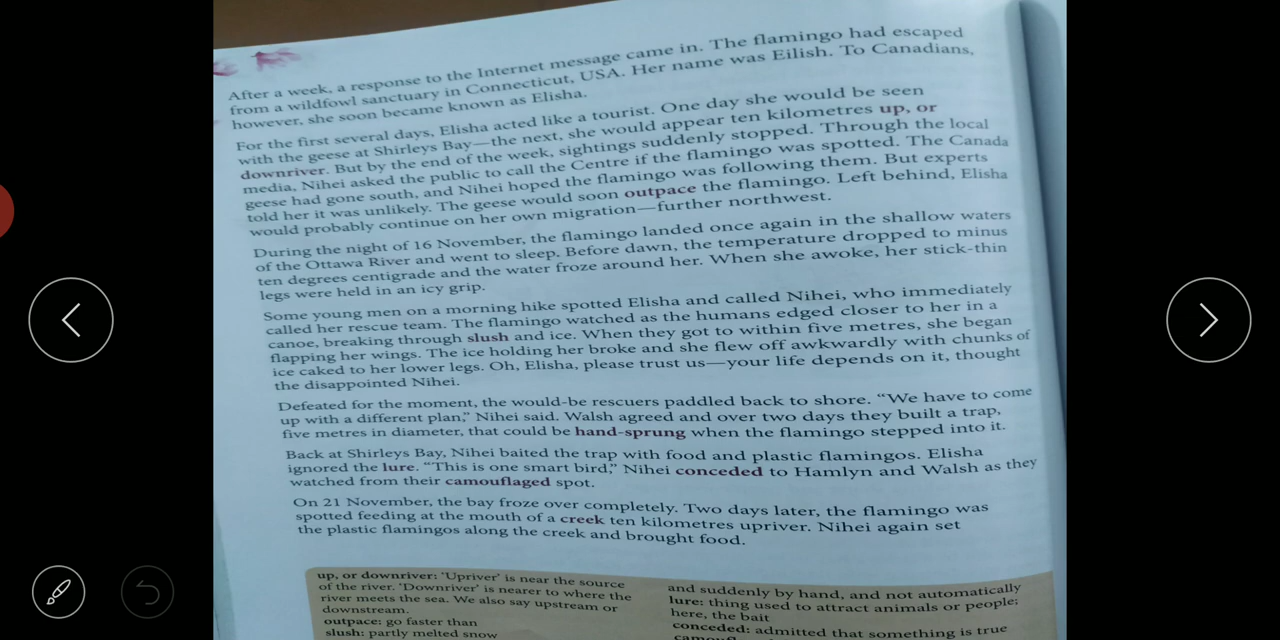 After a week, a response to the Internet message came in. The flamingo had escaped
from a wildfowl sanctuary in Connecticut, USA. Her name was Eilish. To Canadians,
however, she soon became known as Elisha.
For the first several days, Elisha acted like a tourist. One day she would be seen
with the geese at Shirleys Bay—the next, she would appear ten kilometres up, or
downriver. But by the end of the week, sightings suddenly stopped. Through the local
media, Nihei asked the public to call the Centre if the flamingo was spotted. The Canada
geese had gone south, and Nihei hoped the flamingo was following them. But experts
told her it was unlikely. The geese would soon outpace the flamingo. Left behind, Elisha
would probably continue on her own migration—further northwest.
During the night of 16 November, the flamingo landed once again in the shallow waters
of the Ottawa River and went to sleep. Before dawn, the temperature dropped to minus
ten degrees centigrade and the water froze around her. When she awoke, her stick-thin
legs were held in an icy grip.
Some young men on a morning hike spotted Elisha and called Nihei, who immediately
called her rescue team. The flamingo watched as the humans edged closer to her in a
canoe, breaking through slush and ice. When they got to within five metres, she began
flapping her wings. The ice holding her broke and she flew off awkwardly with chunks of
ice caked to her lower legs. Oh, Elisha, please trust us—your life depends on it, thought
the disappointed Nihei.
Defeated for the moment, the would-be rescuers paddled back to shore. “We have to come
up with a different plan,” Nihei said. Walsh agreed and over two days they built a trap,
five metres in diameter, that could be hand-sprung when the flamingo stepped into it.
Back at Shirleys Bay, Nihei baited the trap with food and plastic flamingos. Elisha
ignored the lure. “This is one smart bird,” Nihei conceded to Hamlyn and Walsh as they
watched from their camouflaged spot.
On 21 November, the bay froze over completely. Two days later, the flamingo was
spotted feeding at the mouth of a creek ten kilometres upriver. Nihei again set
the plastic flamingos along the creek and brought food.
up, or downriver: ‘Upriver’ is near the source
of the river. ‘Downriver’ is nearer to where the
river meets the sea. We also say upstream or
downstream.
outpace: go faster than
slush: partly melted snow
and suddenly by hand, and not automatically
lure: thing used to attract animals or people;
here, the bait
conceded: admitted that something is true